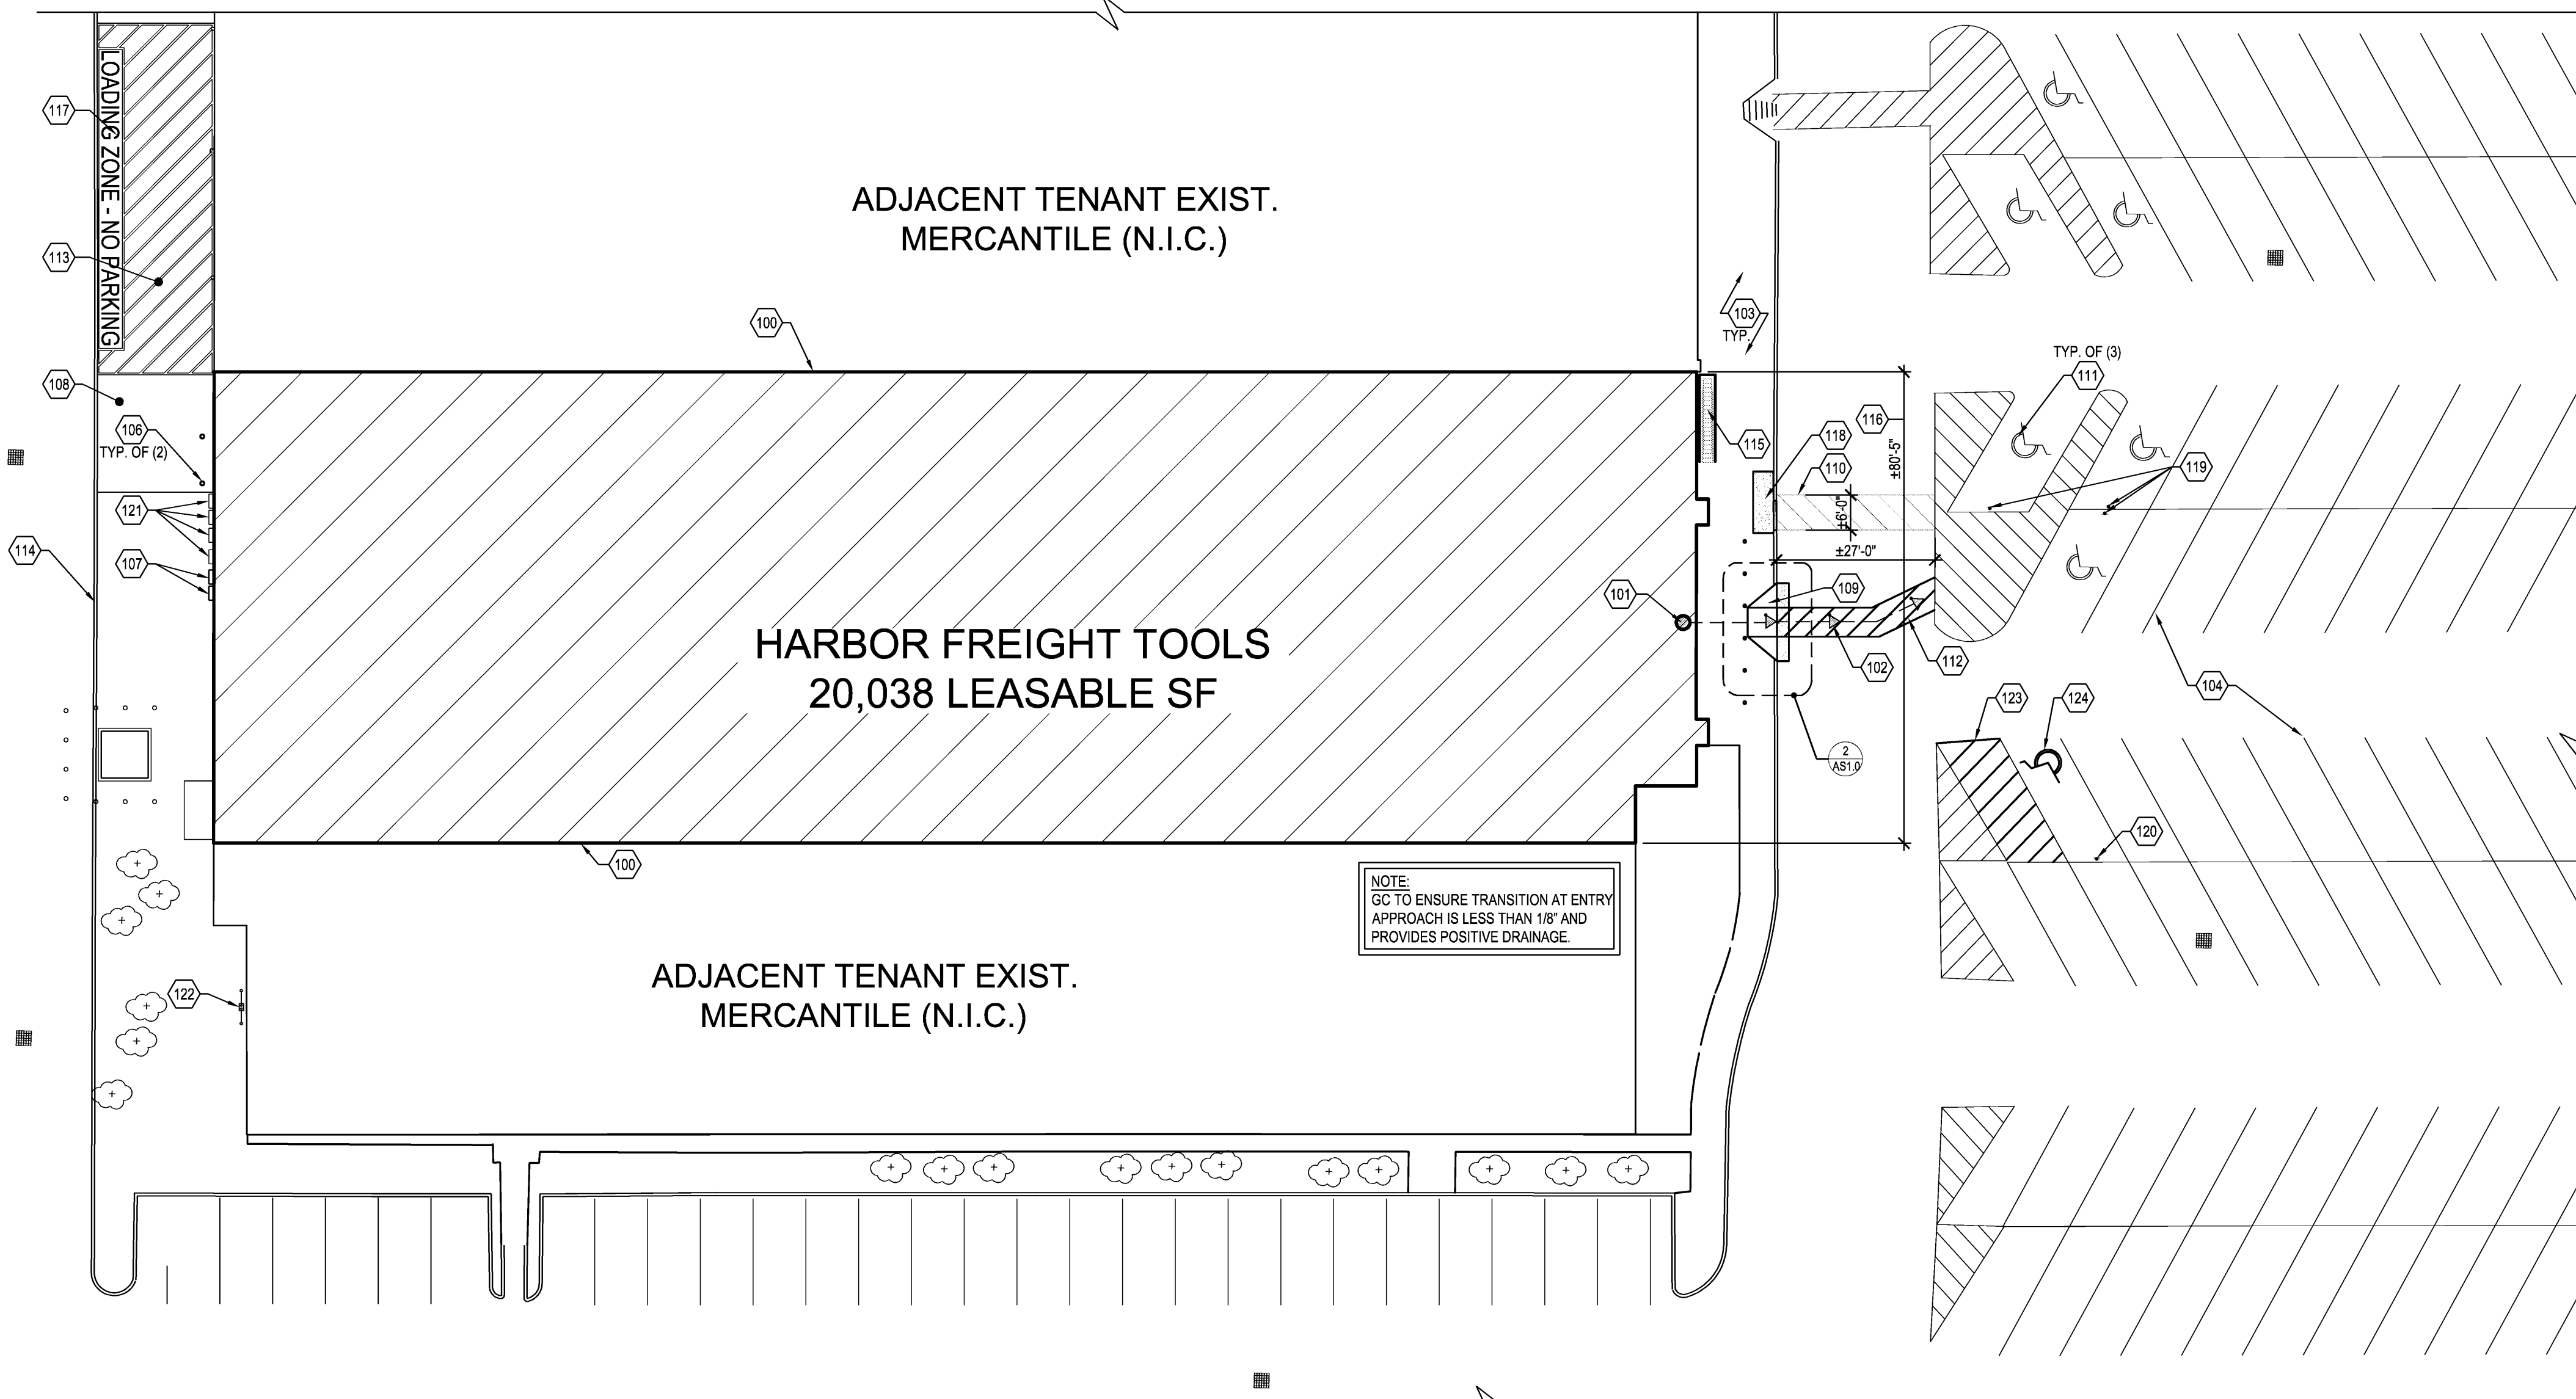 LOADING ZONE - NO PARKING
117
113
108
106
TYP. OF (2)
121
107
114
122
ADJACENT TENANT EXIST.
MERCANTILE (N.I.C.)
100
103
TYP.
115
116
118
110
±80'-5"
±6'-0"
±27'-0"
TYP. OF (3)
111
119
101
109
102
112
104
HARBOR FREIGHT TOOLS
20,038 LEASABLE SF
2
AS1.0
123
124
120
100
NOTE:
GC TO ENSURE TRANSITION AT ENTRY
APPROACH IS LESS THAN 1/8" AND
PROVIDES POSITIVE DRAINAGE.
ADJACENT TENANT EXIST.
MERCANTILE (N.I.C.)